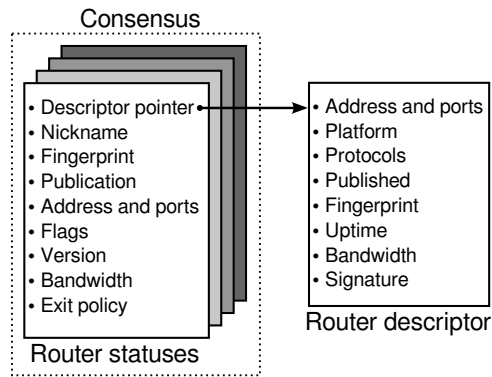 Consensus
• Descriptor pointer
• Nickname
• Fingerprint
• Publication
• Address and ports
• Flags
• Version
• Bandwidth
• Exit policy
Router statuses
• Address and ports
• Platform
• Protocols
• Published
• Fingerprint
• Uptime
• Bandwidth
• Signature
Router descriptor